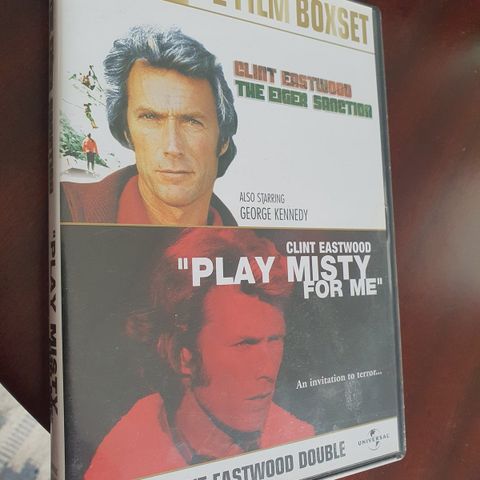 2 FILM BOXSET
CLINT EASTWOOD
THE EIGER SANCTION
ALSO STARRING
GEORGE KENNEDY
CLINT EASTWOOD
"PLAY MISTY
FOR ME"
An invitation to terror...
UNIVERSAL
EASTWOOD DOUBLE
"PLAY MISTY